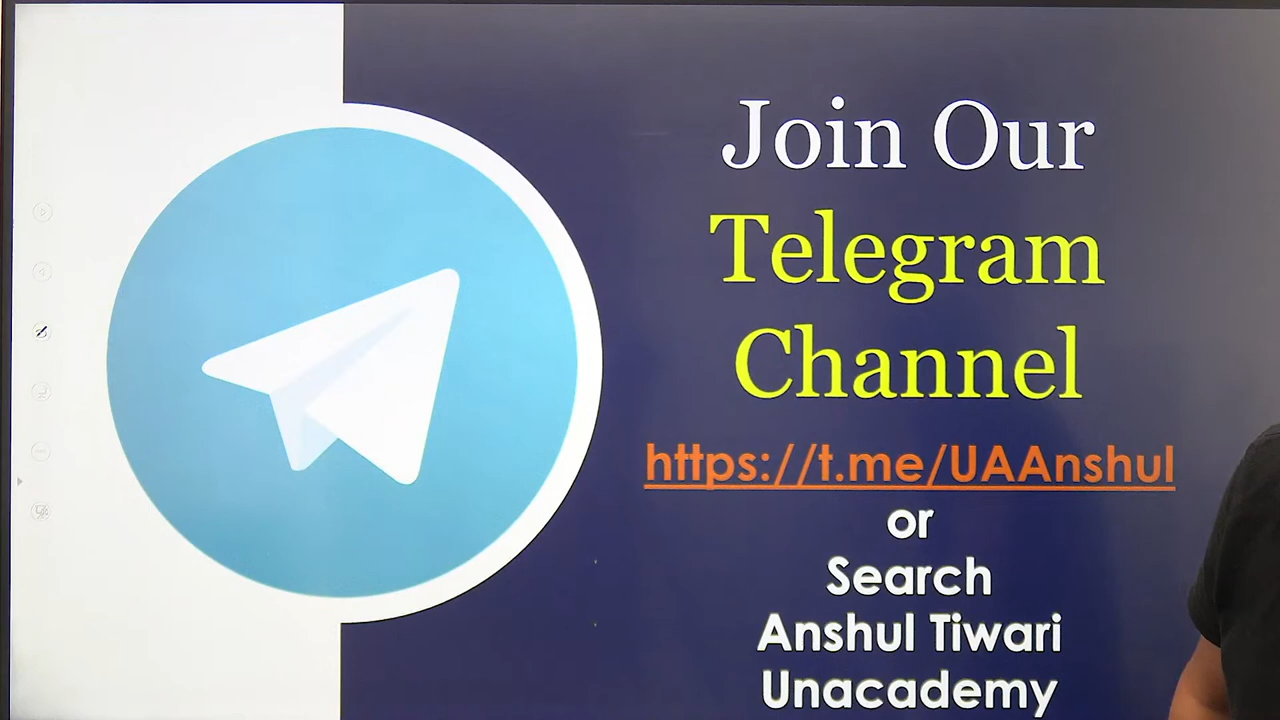 Join Our
Telegram
Channel
https://t.me/UAAnshul
or
Search
Anshul Tiwari
Unacademy